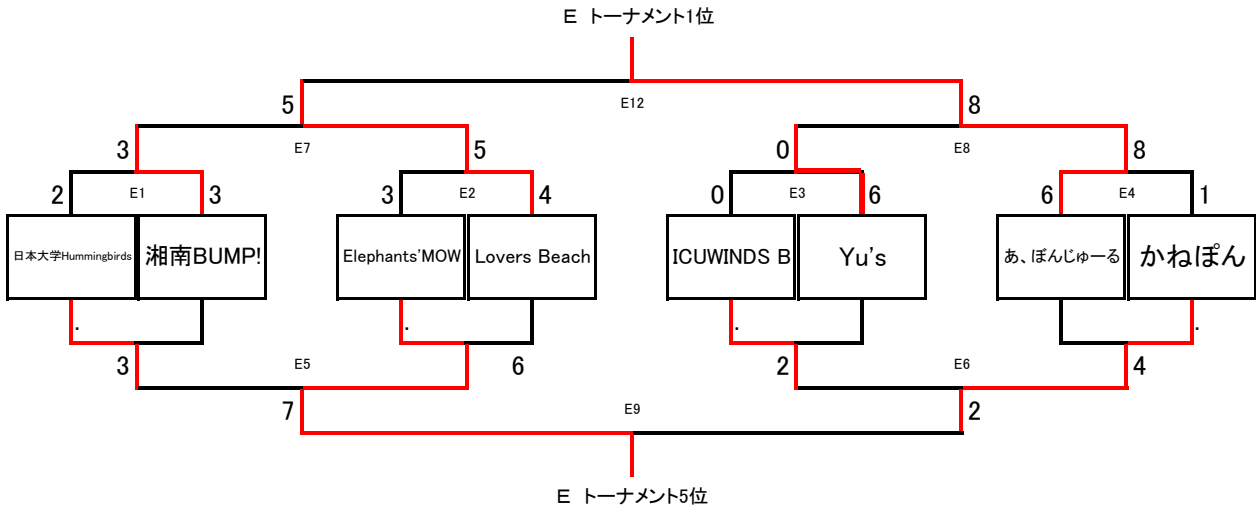 E トーナメント1位
E12
5 8
E7 E8
3 5 0 8
E1 E2 E3 E4
2 3 3 4 0 6 6 1
日本大学Hummingbirds 湘南BUMP! Elephants'MOW Lovers Beach ICUWINDS B Yu's あ、ぼんじゅーる かねぽん
. . . .
3 E5 6 2 E6 4
7 E9 2
E トーナメント5位